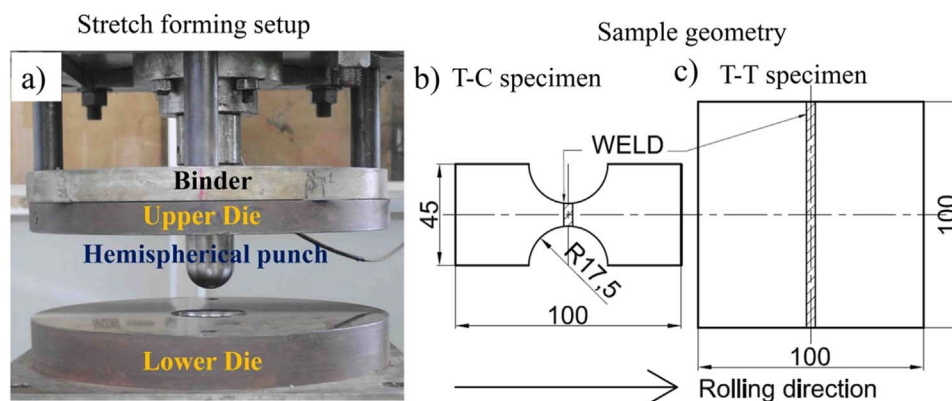 Stretch forming setup
Sample geometry
a)
Binder
Upper Die
Hemispherical punch
Lower Die
b) T-C specimen
c) T-T specimen
WELD
45
R17,5
100
100
100
Rolling direction